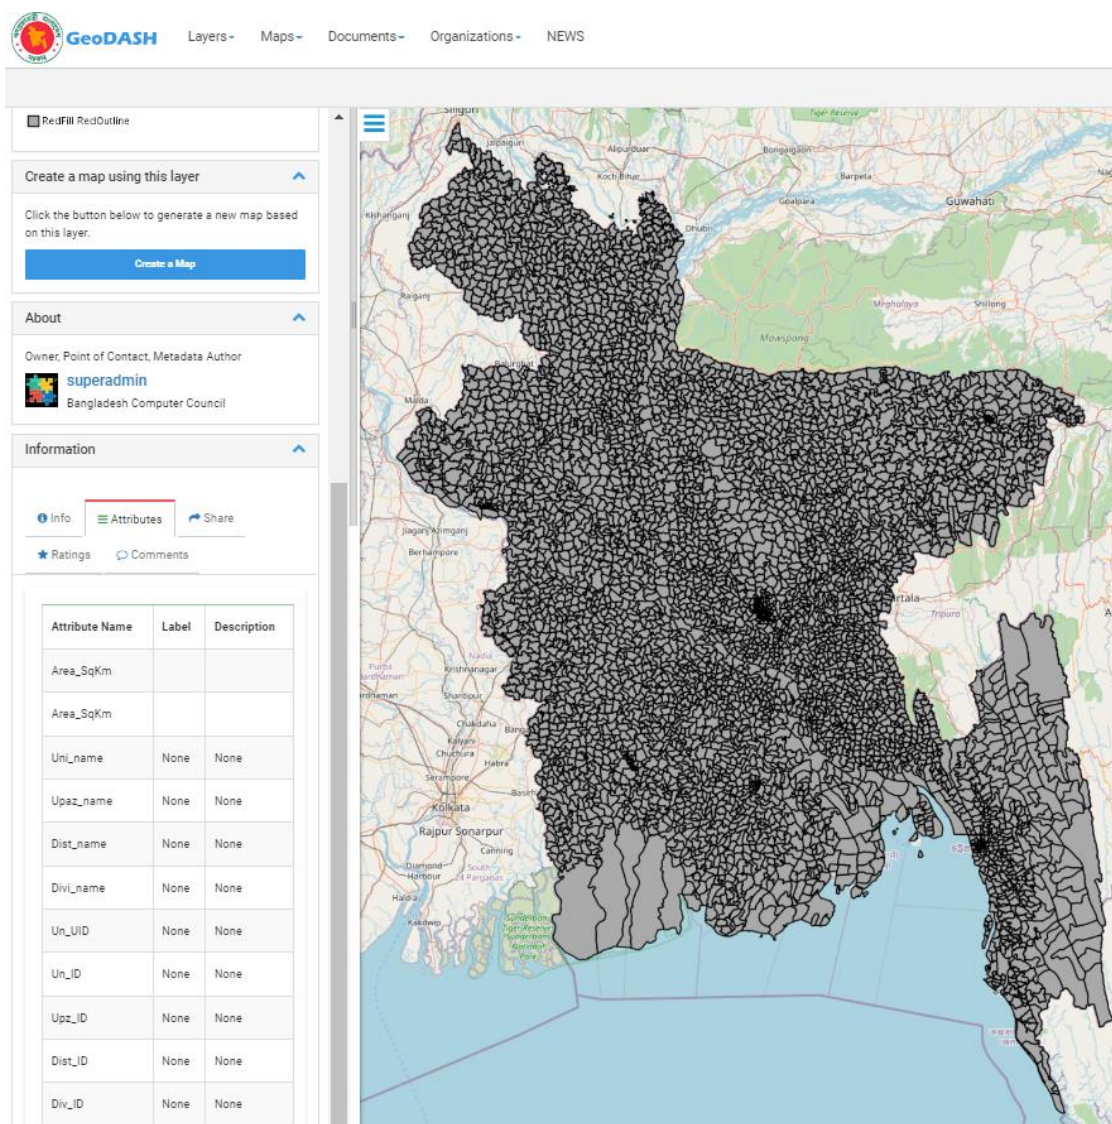 GeoDASH
Layers Maps Documents Organizations NEWS
RedFill RedOutline
Create a map using this layer
Click the button below to generate a new map based
on this layer.
Create a Map
About
Owner, Point of Contact, Metadata Author
superadmin
Bangladesh Computer Council
Information
Info Attributes Share
Ratings Comments
Attribute Name Label Description
Area_SqKm
Area_SqKm
Uni_name None None
Upaz_name None None
Dist_name None None
Divi_name None None
Un_UID None None
Un_ID None None
Upz_ID None None
Dist_ID None None
Div_ID None None
Siliguri
Tiger Reserve
Jalpaiguri
Alipurduar
Bongaigaon
Koch Bihar
Barpeta
Kishanganj
Goalpara
Guwahati
Dhubri
Raiganj
Meghalaya
Shillong
Mawspong
Balurghat
Malda
Jiaganj Azimganj
Berhampore
Tripura
Nadia
Purba
Krishnanagar
Shantipur
Chakdaha
Kalyani
Chuchura
Habra
Serampore
Kolkata
Rajpur Sonarpur
Canning
Diamond
Harbour
South
24 Parganas
Haldia
Kakdwip
Sundarban
Tiger Reserve
Sundarbans
National
Park